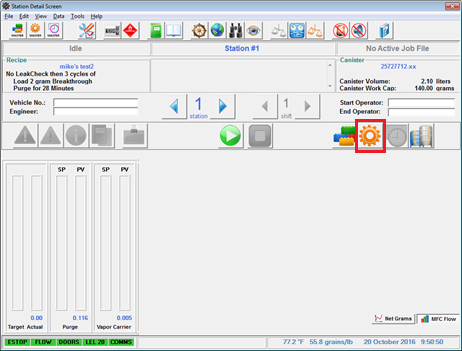 Station Detail Screen
File Edit View Data Tools Help
MASTER MASTER MASTER
Idle Station #1 No Active Job File
Recipe
mike's test2
No LeakCheck then 3 cycles of
Load 2 gram Breakthrough
Purge for 28 Minutes
Canister
25727712-xx
Canister Volume: 2.10 liters
Canister Work Cap: 140.00 grams
Vehicle No.:
Engineer:
1
station
1
shift
Start Operator:
End Operator:
SP PV SP PV
0.00 0.116 0.005
Target Actual Purge Vapor Carrier
Net Grams MFC Flow
ESTOP FLOW DOORS LEL 20 COMMS 77.2 °F 55.8 grains/lb 20 October 2016 9:50:50